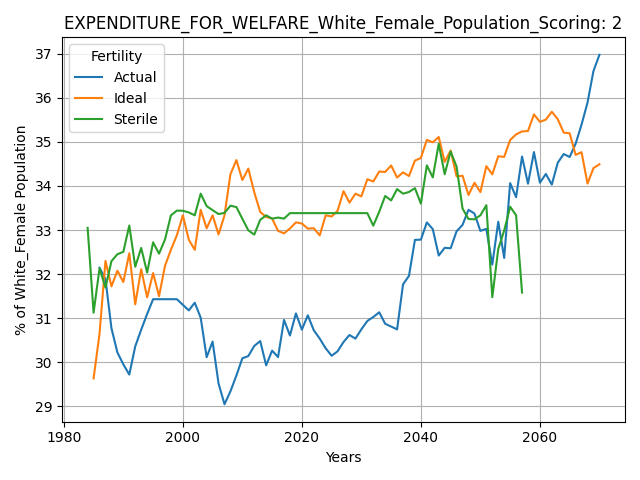 EXPENDITURE_FOR_WELFARE_White_Female_Population_Scoring: 2
Fertility
Actual
Ideal
Sterile
% of White_Female Population
37
36
35
34
33
32
31
30
29
1980
2000
2020
2040
2060
Years